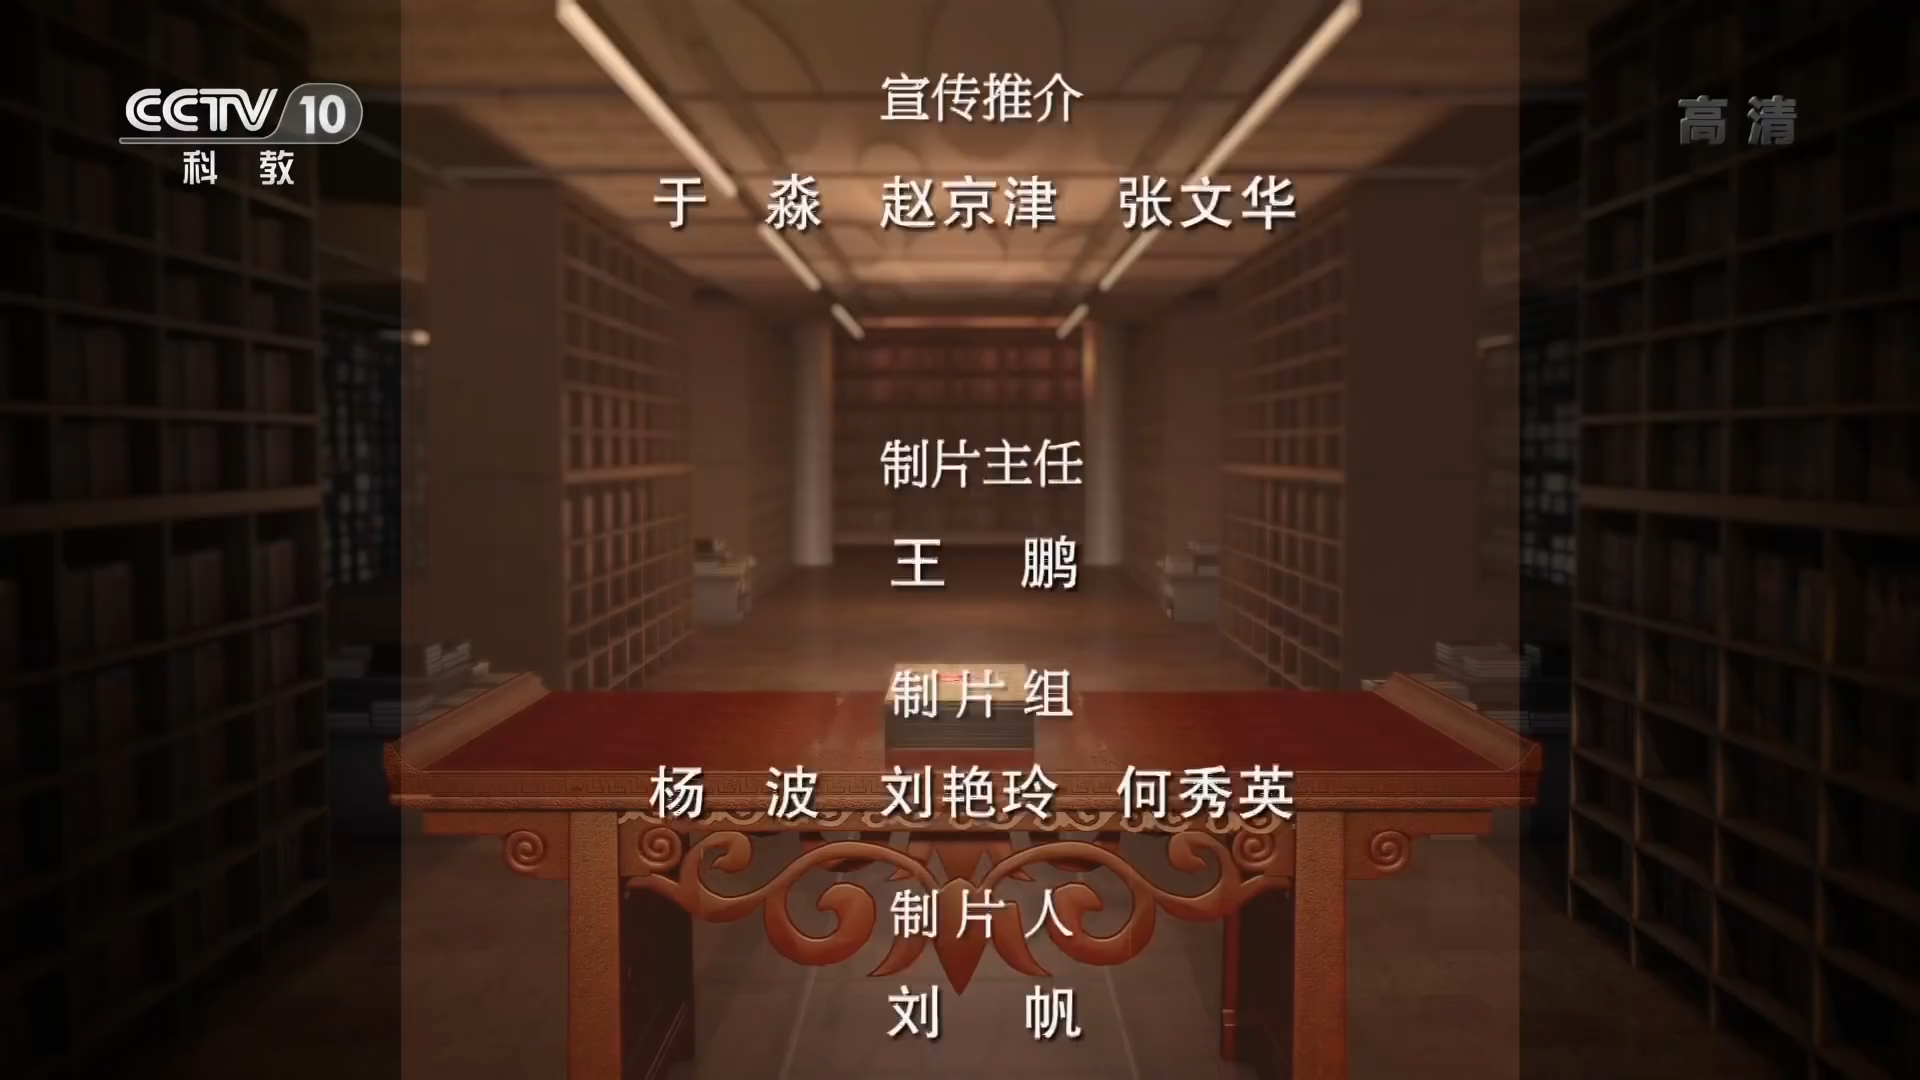 CCTV 10
科 教
高清
宣传推介
于 淼 赵京津 张文华
制片主任
王 鹏
制片组
杨 波 刘艳玲 何秀英
制片人
刘 帆